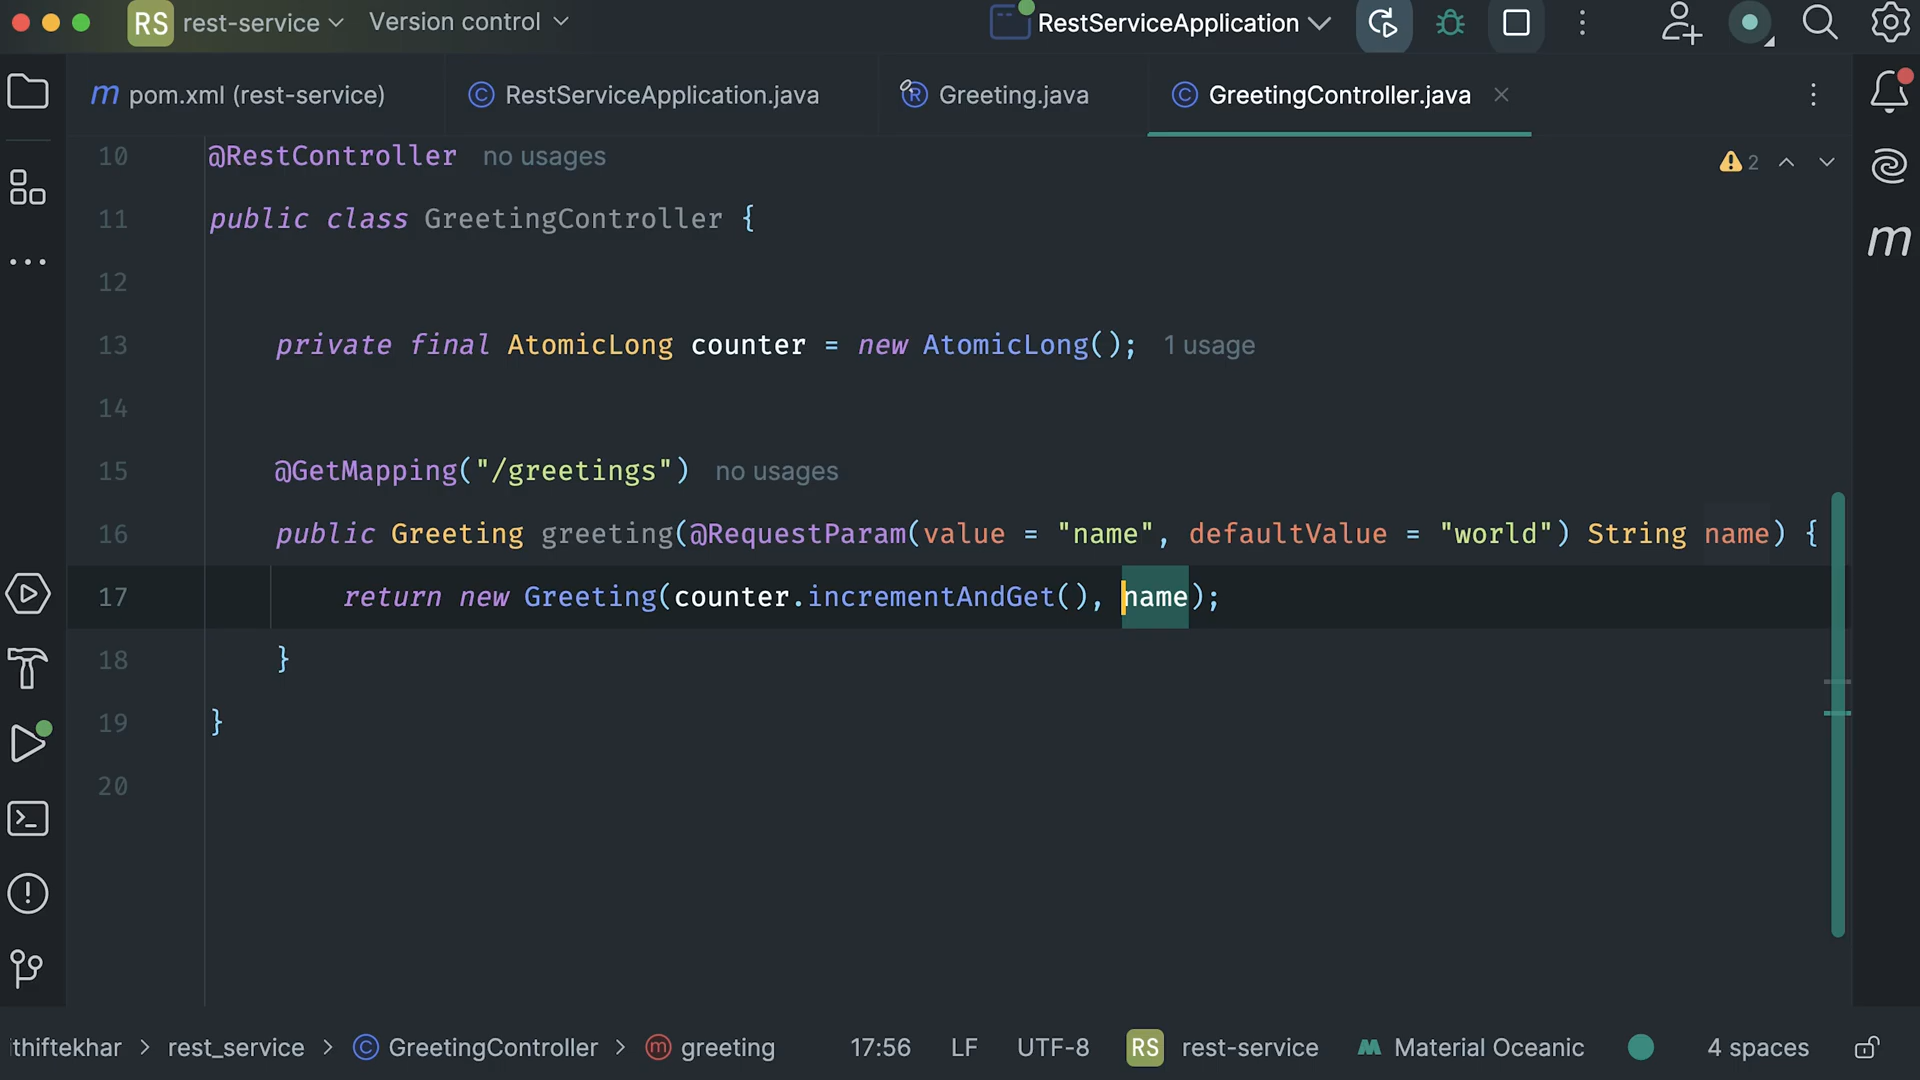 RS rest-service Version control RestServiceApplication
m pom.xml (rest-service) RestServiceApplication.java Greeting.java GreetingController.java
10 @RestController no usages
2
11 public class GreetingController {
12
13 private final AtomicLong counter = new AtomicLong(); 1 usage
14
15 @GetMapping("/greetings") no usages
16 public Greeting greeting(@RequestParam(value = "name", defaultValue = "world") String name) {
17 return new Greeting(counter.incrementAndGet(), name);
18 }
19 }
20
ithiftekhar > rest_service > GreetingController > greeting 17:56 LF UTF-8 RS rest-service Material Oceanic 4 spaces